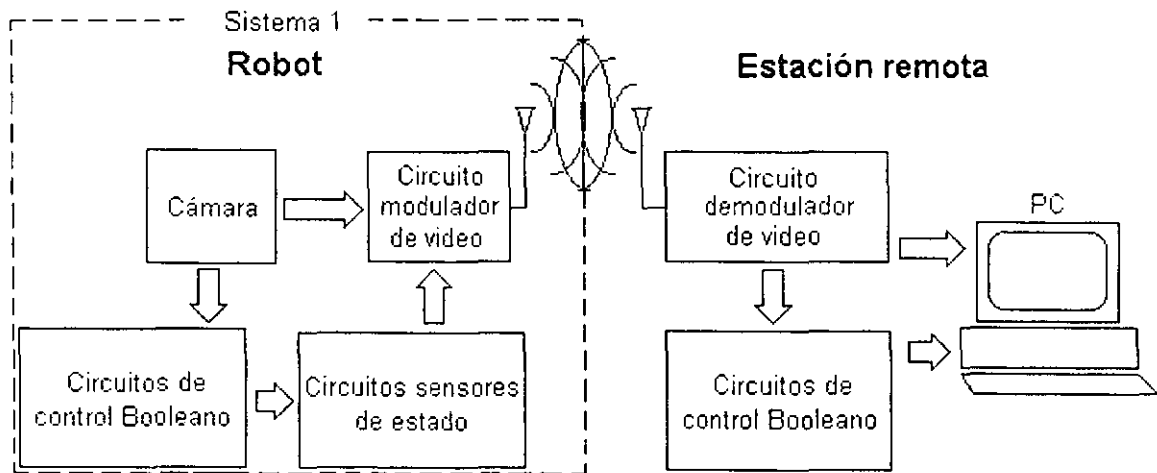 Sistema 1
Robot
Estación remota
Cámara
Circuito
modulador
de video
Circuito
demodulador
de video
PC
Circuitos de
control Booleano
Circuitos sensores
de estado
Circuitos de
control Booleano